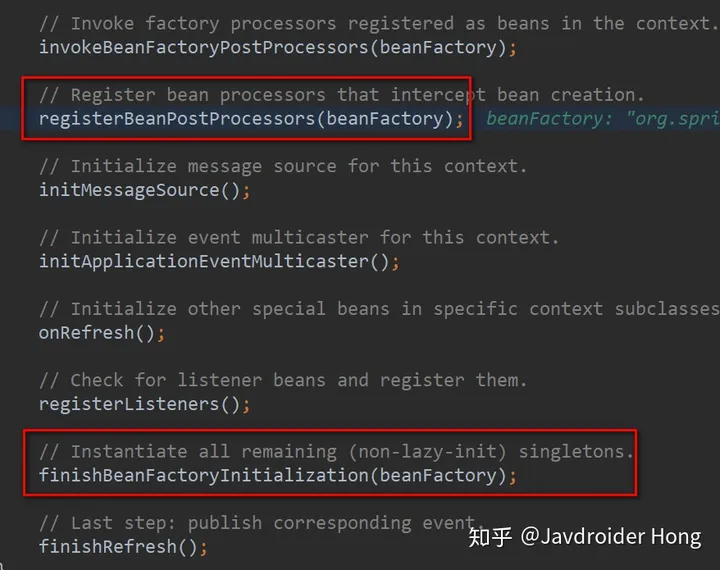 // Invoke factory processors registered as beans in the context.
invokeBeanFactoryPostProcessors(beanFactory);
// Register bean processors that intercept bean creation.
registerBeanPostProcessors(beanFactory); beanFactory: "org.spri
// Initialize message source for this context.
initMessageSource();
// Initialize event multicaster for this context.
initApplicationEventMulticaster();
// Initialize other special beans in specific context subclasses
onRefresh();
// Check for listener beans and register them.
registerListeners();
// Instantiate all remaining (non-lazy-init) singletons.
finishBeanFactoryInitialization(beanFactory);
// Last step: publish corresponding event.
finishRefresh();
知乎 @Javdroider Hong